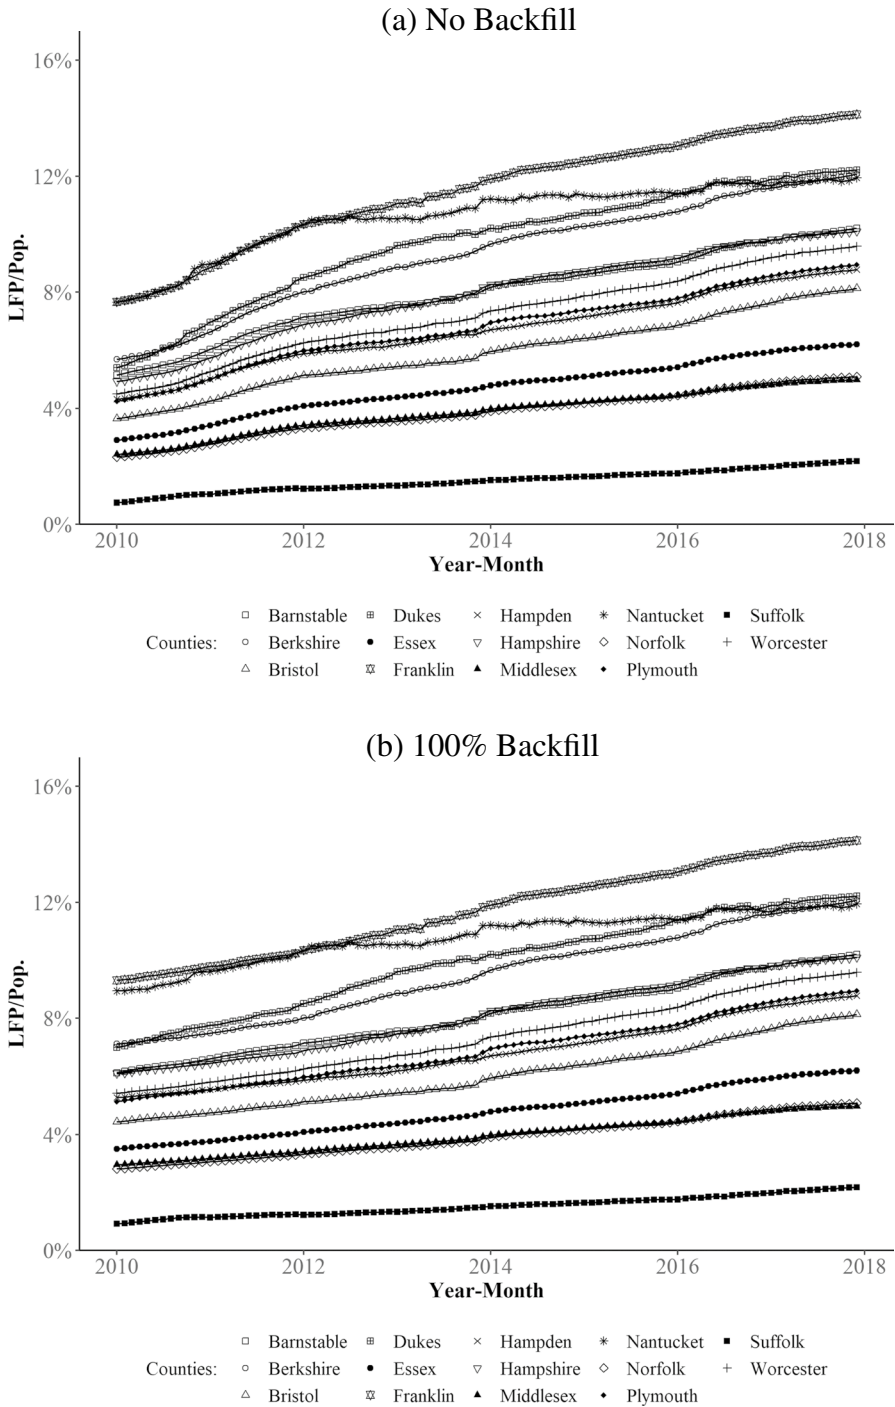 (a) No Backfill
16%
12%
8%
4%
0%
LFP/Pop.
2010 2012 2014 2016 2018
Year-Month
Counties:
Barnstable Dukes Hampden Nantucket Suffolk
Berkshire Essex Hampshire Norfolk Worcester
Bristol Franklin Middlesex Plymouth
(b) 100% Backfill
16%
12%
8%
4%
0%
LFP/Pop.
2010 2012 2014 2016 2018
Year-Month
Counties:
Barnstable Dukes Hampden Nantucket Suffolk
Berkshire Essex Hampshire Norfolk Worcester
Bristol Franklin Middlesex Plymouth